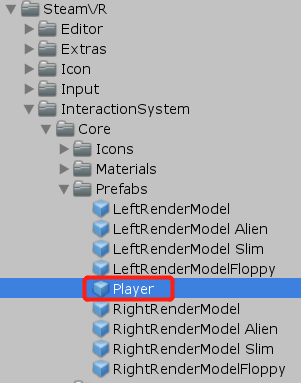 SteamVR
Editor
Extras
Icon
Input
InteractionSystem
Core
Icons
Materials
Prefabs
LeftRenderModel
LeftRenderModel Alien
LeftRenderModel Slim
LeftRenderModelFloppy
Player
RightRenderModel
RightRenderModel Alien
RightRenderModel Slim
RightRenderModelFloppy